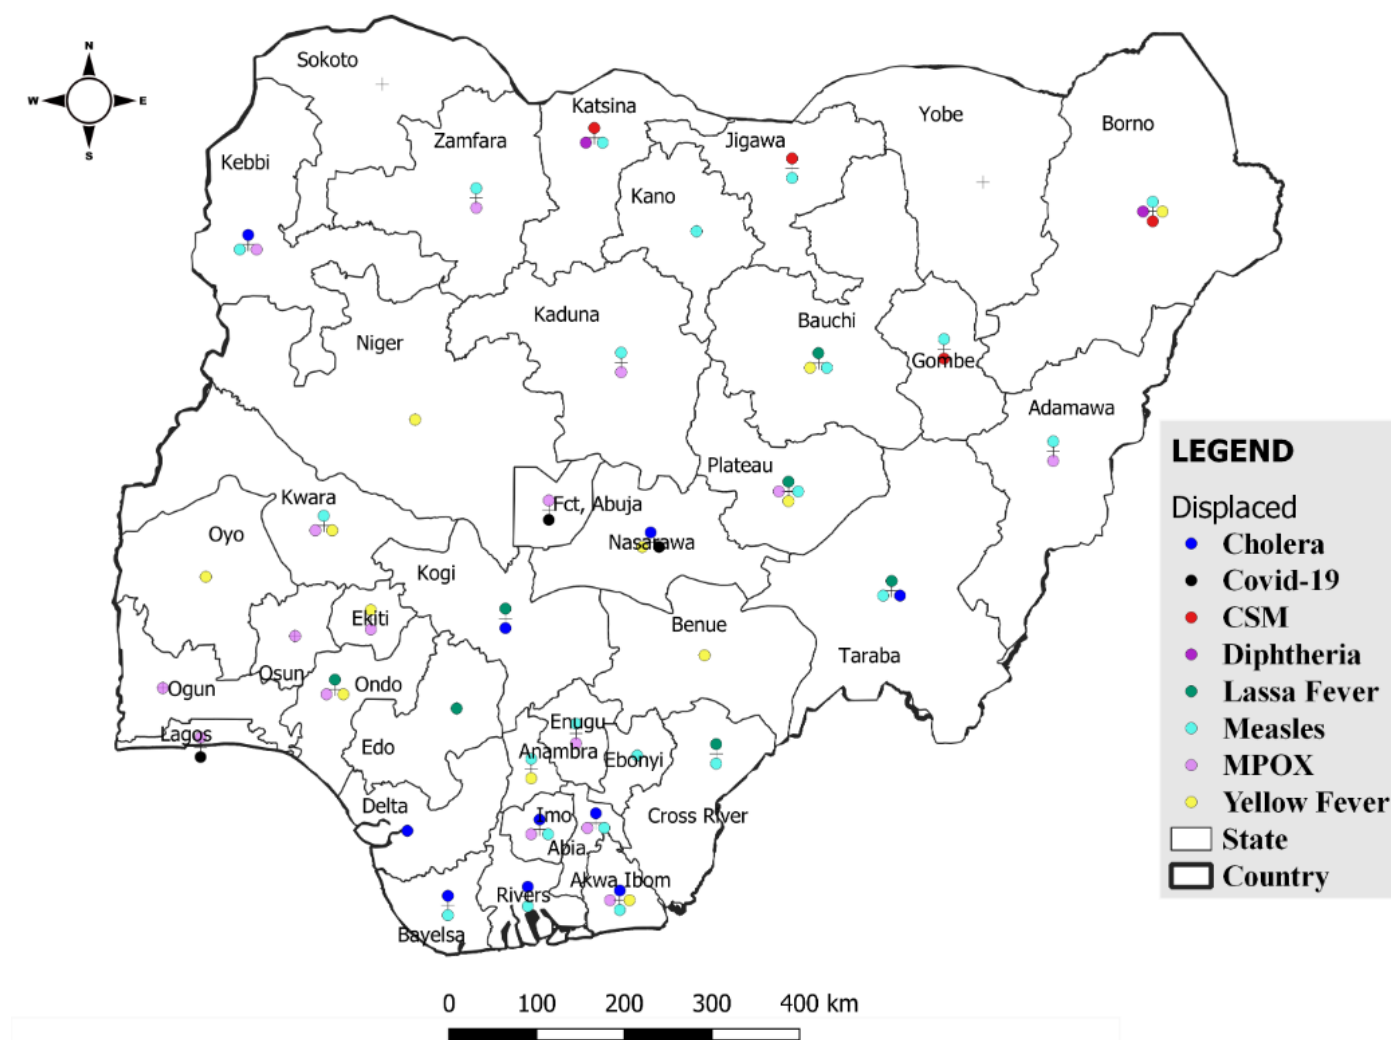 N
W
E
S
Sokoto
Katsina
Yobe
Borno
Zamfara
Jigawa
Kebbi
Kano
Kaduna
Bauchi
Niger
Gombe
Adamawa
Plateau
Kwara
Fct, Abuja
Oyo
Nasarawa
Kogi
Ekiti
Benue
Taraba
Osun
Ogun
Ondo
Lagos
Enugu
Edo
Anambra
Ebonyi
Delta
Imo
Cross River
Abia
Akwa Ibom
Rivers
Bayelsa
LEGEND
Displaced
Cholera
Covid-19
CSM
Diphtheria
Lassa Fever
Measles
MPOX
Yellow Fever
State
Country
0 100 200 300 400 km